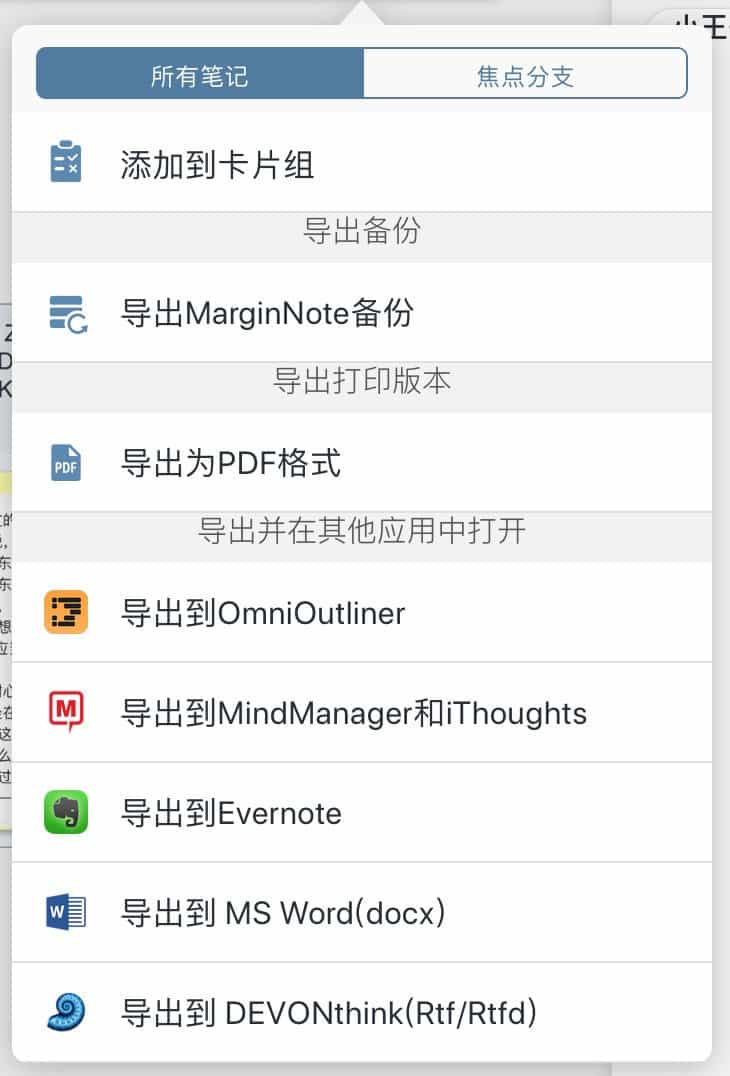 小王
所有笔记
焦点分支
添加到卡片组
导出备份
导出MarginNote备份
导出打印版本
PDF
导出为PDF格式
导出并在其他应用中打开
导出到OmniOutliner
M
导出到MindManager和iThoughts
导出到Evernote
W
导出到 MS Word(docx)
导出到 DEVONthink(Rtf/Rtfd)